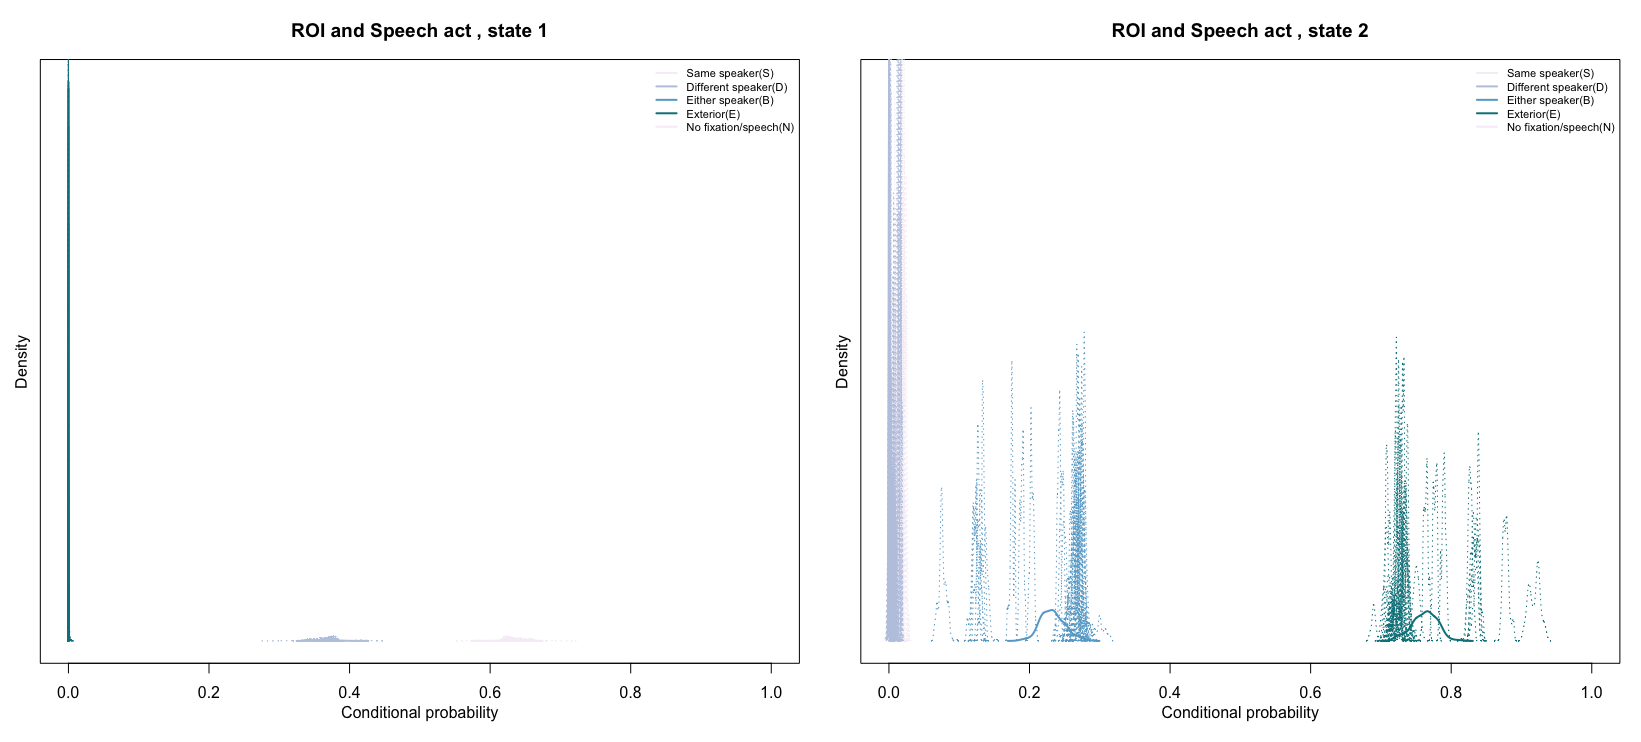 ROI and Speech act , state 1
Same speaker(S)
Different speaker(D)
Either speaker(B)
Exterior(E)
No fixation/speech(N)
Density
0.0 0.2 0.4 0.6 0.8 1.0
Conditional probability
ROI and Speech act , state 2
Same speaker(S)
Different speaker(D)
Either speaker(B)
Exterior(E)
No fixation/speech(N)
Density
0.0 0.2 0.4 0.6 0.8 1.0
Conditional probability